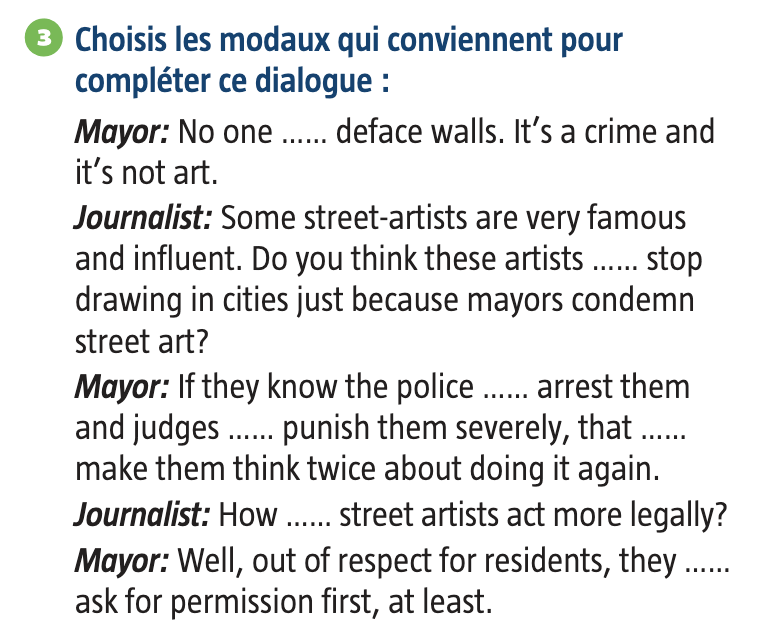 3 Choisis les modaux qui conviennent pour
compléter ce dialogue :
Mayor: No one ...... deface walls. It’s a crime and
it’s not art.
Journalist: Some street-artists are very famous
and influent. Do you think these artists ...... stop
drawing in cities just because mayors condemn
street art?
Mayor: If they know the police ...... arrest them
and judges ...... punish them severely, that ......
make them think twice about doing it again.
Journalist: How ...... street artists act more legally?
Mayor: Well, out of respect for residents, they ......
ask for permission first, at least.